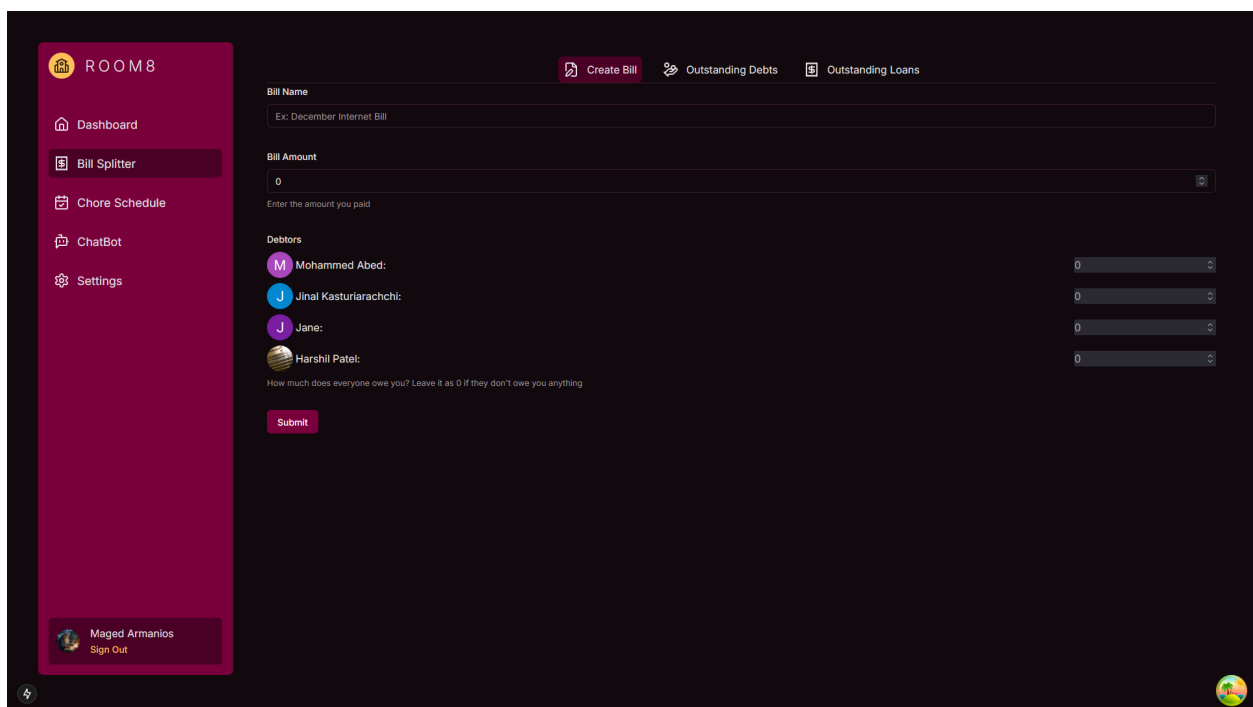 ROOM8
Dashboard
Bill Splitter
Chore Schedule
ChatBot
Settings
Maged Armanios
Sign Out
Create Bill
Outstanding Debts
Outstanding Loans
Bill Name
Ex: December Internet Bill
Bill Amount
0
Enter the amount you paid
Debtors
M Mohammed Abed: 0
J Jinal Kasturiarachchi: 0
J Jane: 0
Harshil Patel: 0
How much does everyone owe you? Leave it as 0 if they don't owe you anything
Submit